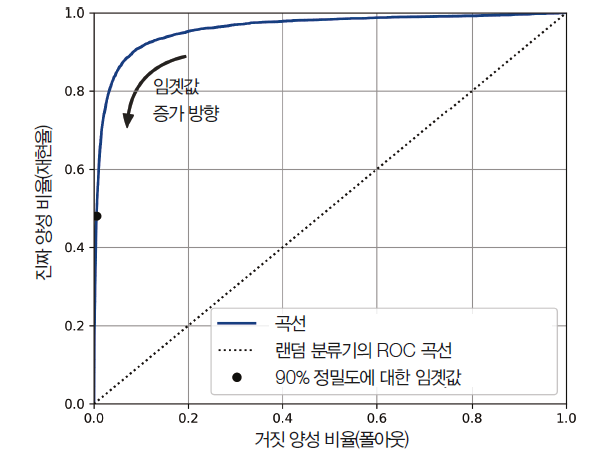 1.0
0.8
0.6
0.4
0.2
0.0
진짜 양성 비율(재현율)
임곗값
증가 방향
곡선
랜덤 분류기의 ROC 곡선
90% 정밀도에 대한 임곗값
0.0 0.2 0.4 0.6 0.8 1.0
거짓 양성 비율(폴아웃)